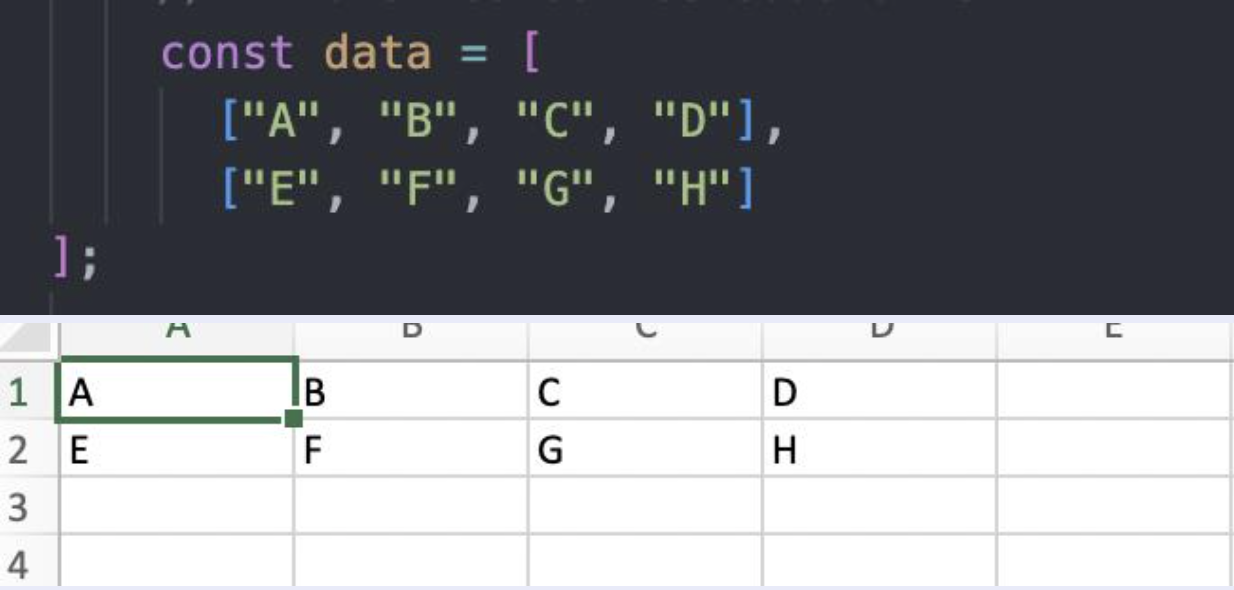 const data = [
["A", "B", "C", "D"],
["E", "F", "G", "H"]
];
A B C D E
1 A B C D
2 E F G H
3
4